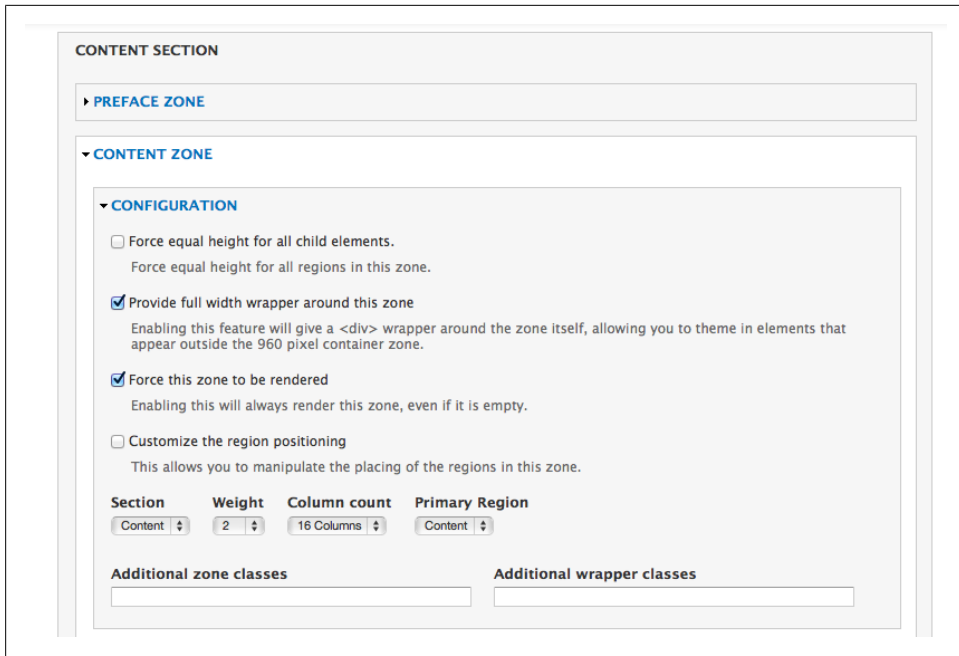 CONTENT SECTION
PREFACE ZONE
CONTENT ZONE
CONFIGURATION
Force equal height for all child elements.
Force equal height for all regions in this zone.
Provide full width wrapper around this zone
Enabling this feature will give a <div> wrapper around the zone itself, allowing you to theme in elements that
appear outside the 960 pixel container zone.
Force this zone to be rendered
Enabling this will always render this zone, even if it is empty.
Customize the region positioning
This allows you to manipulate the placing of the regions in this zone.
Section Weight Column count Primary Region
Content 2 16 Columns Content
Additional zone classes Additional wrapper classes